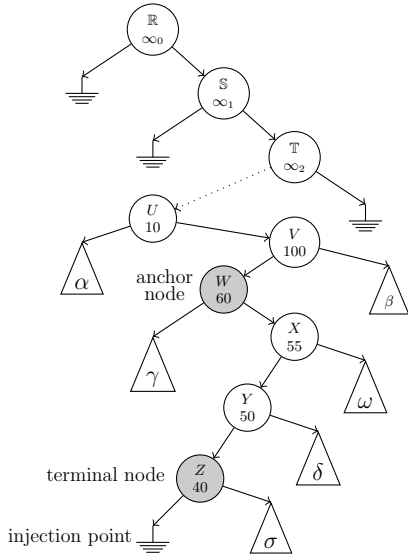 ℝ
∞₀
𝕊
∞₁
𝕋
∞₂
U
10
V
100
α
anchor
node
W
60
β
X
55
γ
ω
Y
50
δ
terminal node
Z
40
injection point
σ